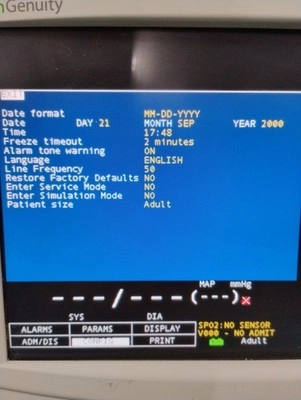 Genuity
EXIT
Date format MM-DD-YYYY
Date DAY 21 MONTH SEP YEAR 2000
Time 17:48
Freeze timeout 2 minutes
Alarm tone warning ON
Language ENGLISH
Line Frequency 50
Restore Factory Defaults NO
Enter Service Mode NO
Enter Simulation Mode NO
Patient size Adult
MAP mmHg
---/---(---)
SYS DIA
ALARMS PARAMS DISPLAY
ADM/DIS CONFIG PRINT
SPO2:NO SENSOR
V000 - NO ADMIT
Adult